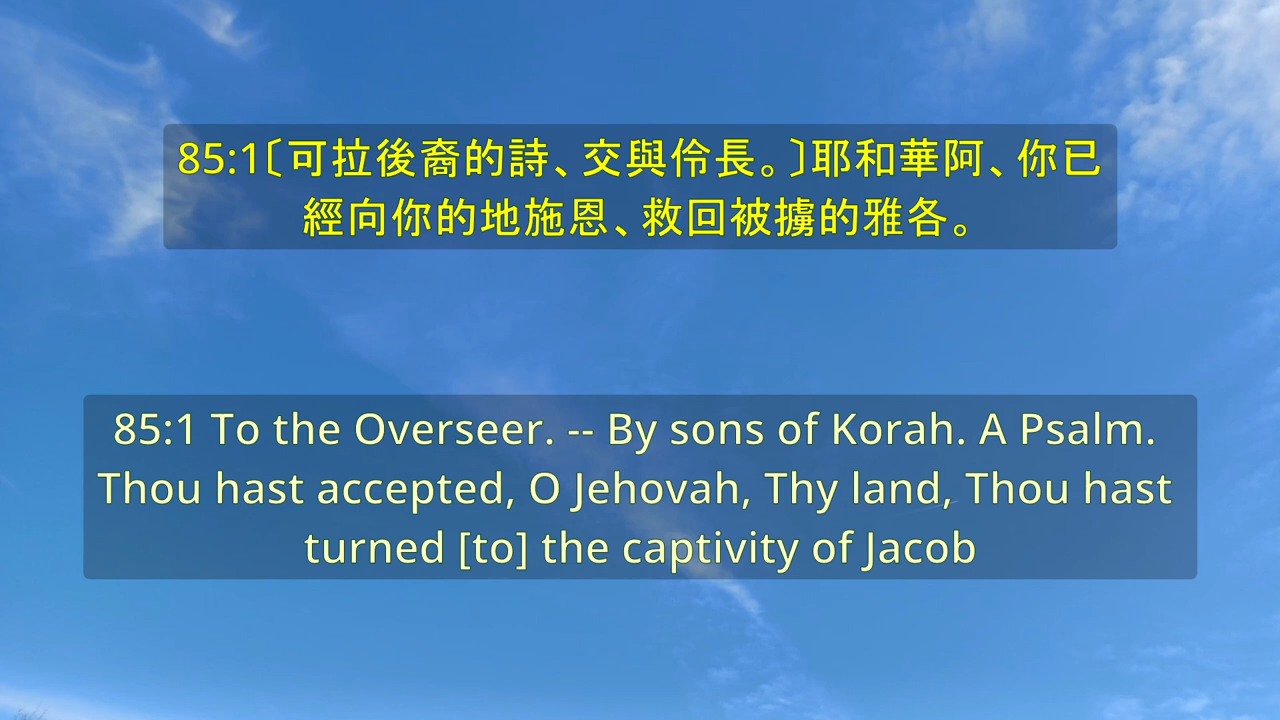 85:1〔可拉後裔的詩、交與伶長。〕耶和華阿、你已
經向你的地施恩、救回被擄的雅各。
85:1 To the Overseer. -- By sons of Korah. A Psalm.
Thou hast accepted, O Jehovah, Thy land, Thou hast
turned [to] the captivity of Jacob